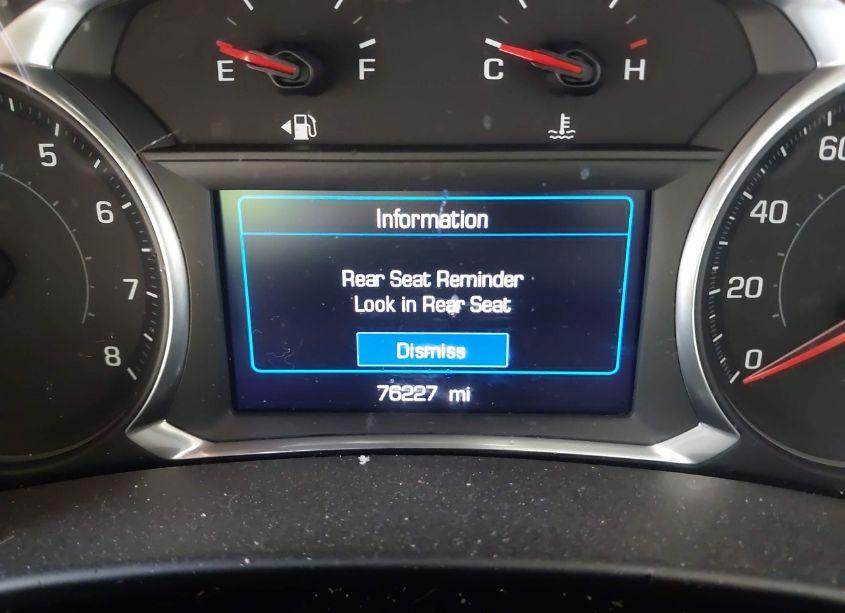 E F C H
5
6
7
8
Information
Rear Seat Reminder
Look in Rear Seat
Dismiss
76227 mi
60
40
20
0